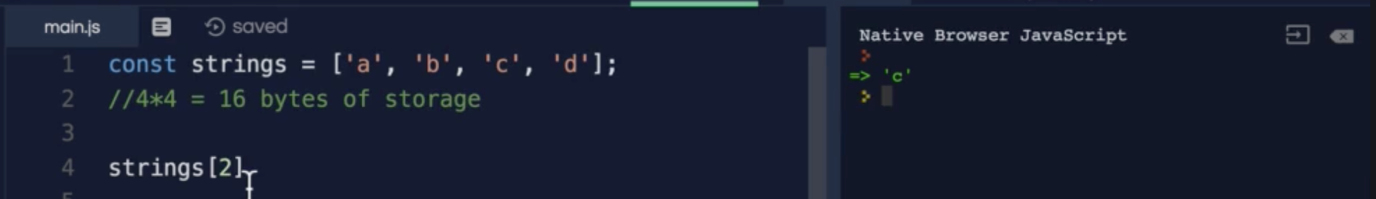 main.js saved
1 const strings = ['a', 'b', 'c', 'd'];
2 //4*4 = 16 bytes of storage
3
4 strings[2]
5
Native Browser JavaScript
>
=> 'c'
>